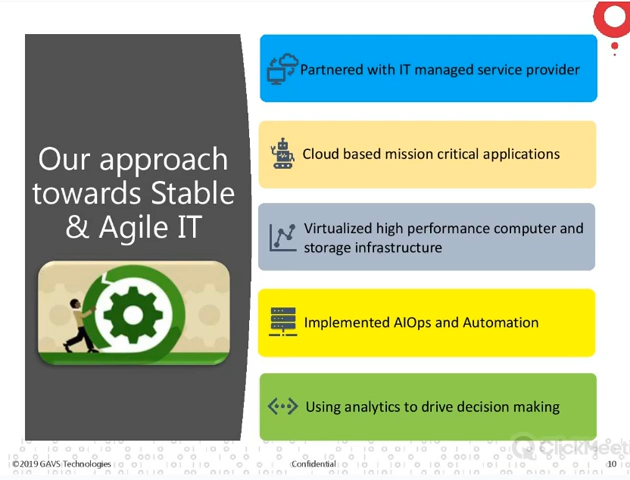 Our approach
towards Stable
& Agile IT
Partnered with IT managed service provider
Cloud based mission critical applications
Virtualized high performance computer and
storage infrastructure
Implemented AIOps and Automation
Using analytics to drive decision making
ClickMeeti
©2019 GAVS Technologies
Confidential
10